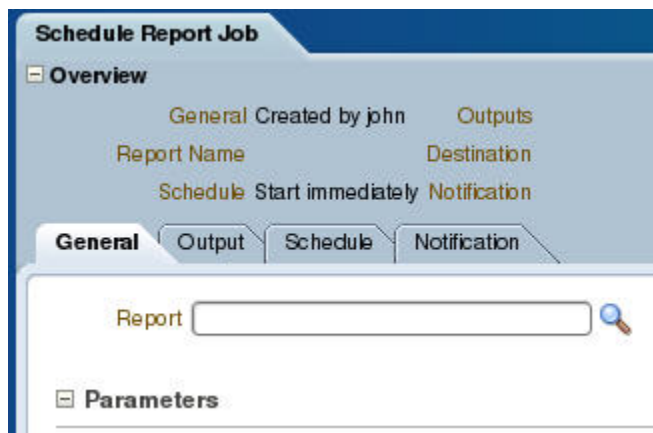 Schedule Report Job
Overview
General Created by john Outputs
Report Name Destination
Schedule Start immediately Notification
General Output Schedule Notification
Report
Parameters